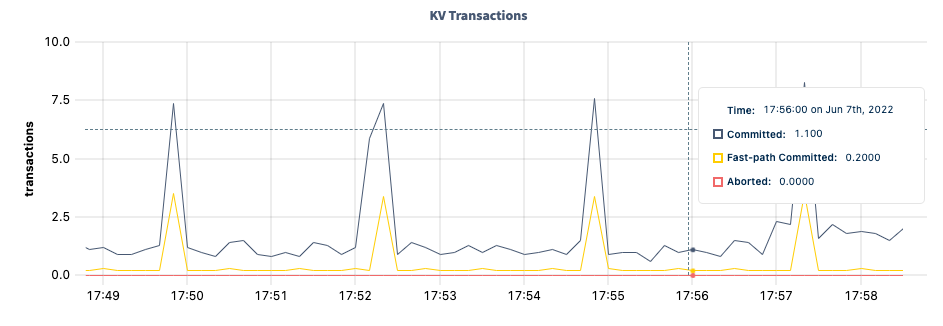 KV Transactions
10.0
7.5
5.0
2.5
0.0
transactions
Time: 17:56:00 on Jun 7th, 2022
Committed: 1.100
Fast-path Committed: 0.2000
Aborted: 0.0000
17:49 17:50 17:51 17:52 17:53 17:54 17:55 17:56 17:57 17:58